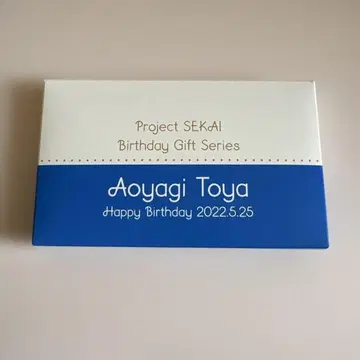 Project SEKAI
Birthday Gift Series
Aoyagi Toya
Happy Birthday 2022.5.25